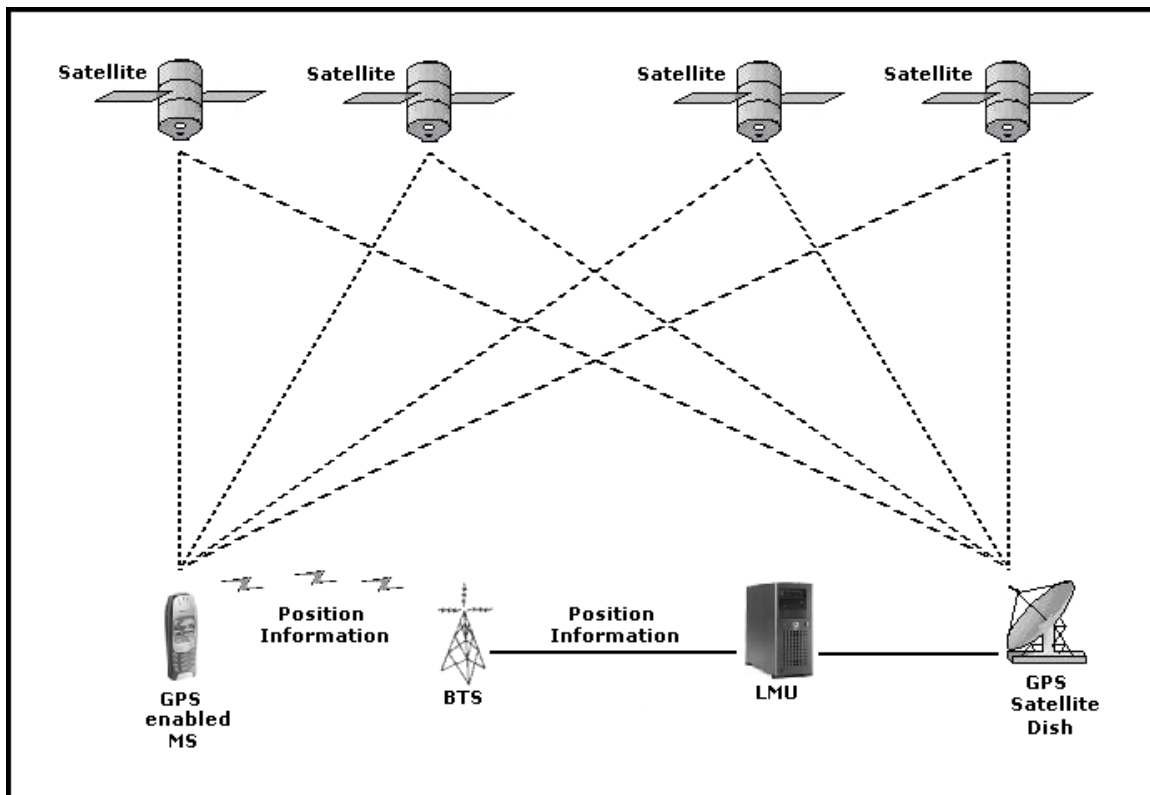 Satellite
Satellite
Satellite
Satellite
Position
Information
Position
Information
GPS
enabled
MS
BTS
LMU
GPS
Satellite
Dish